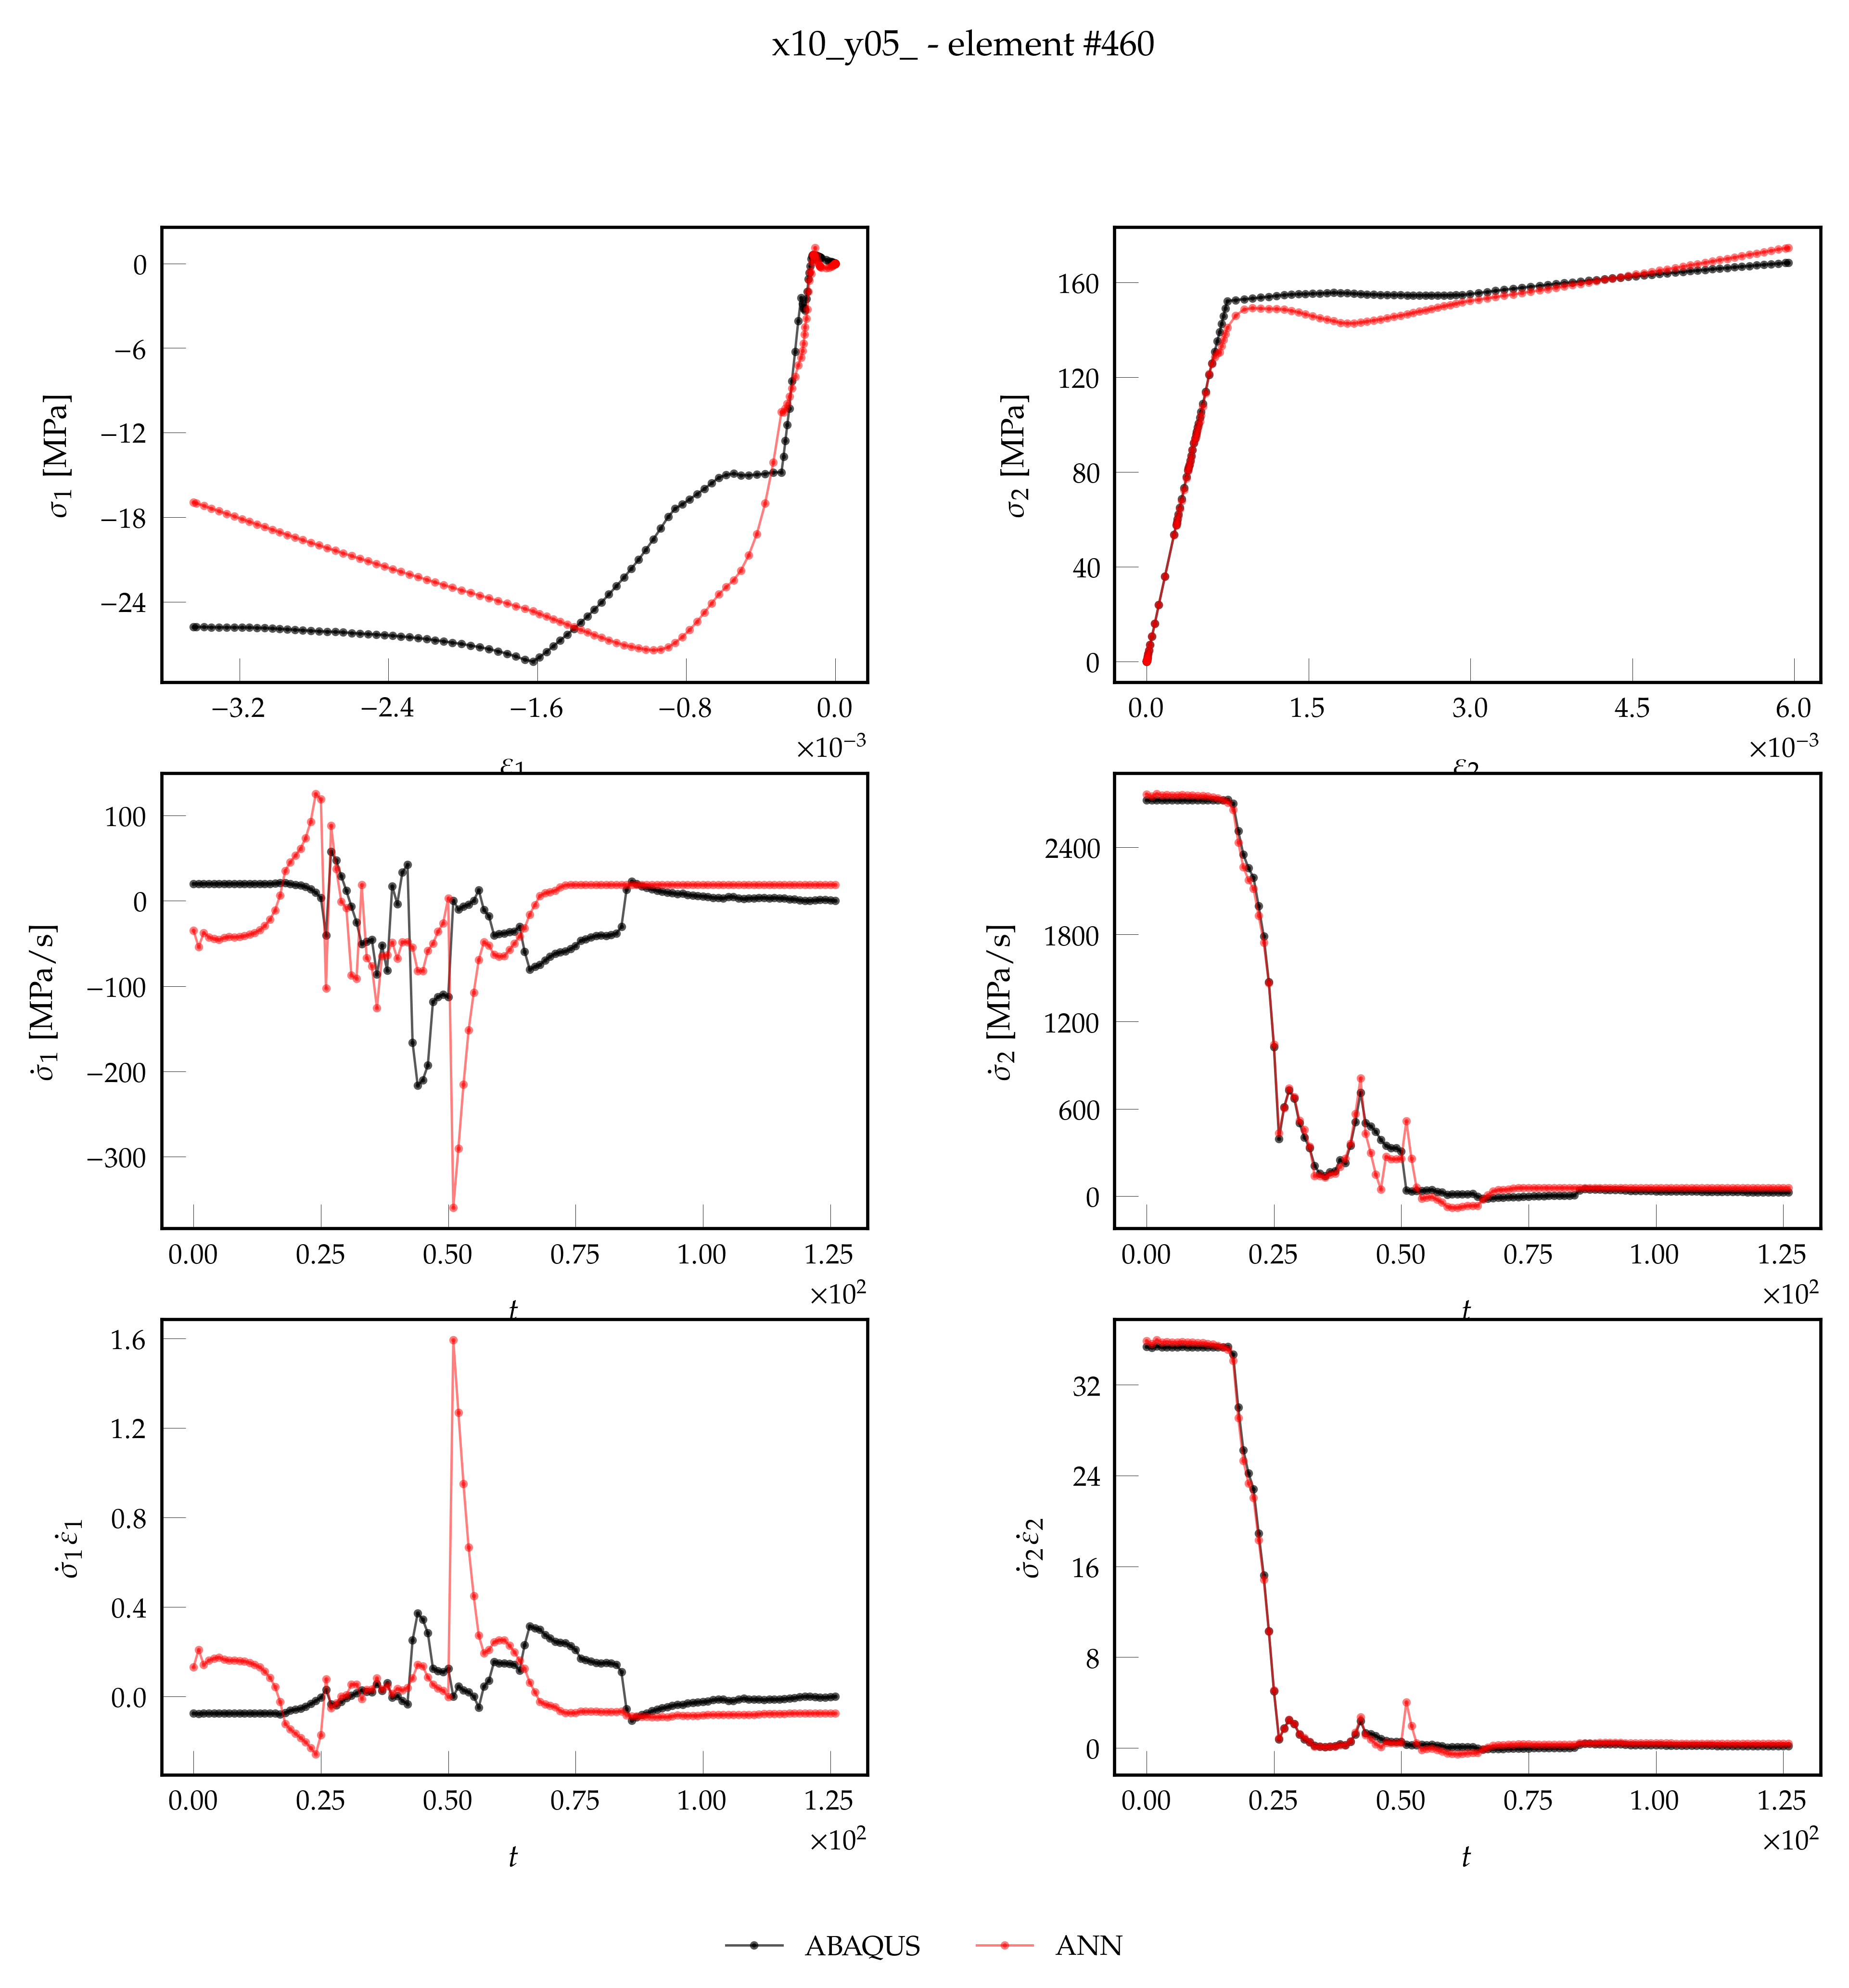 x10_y05_ - element #460
σ₁ [MPa]
0
−6
−12
−18
−24
−3.2 −2.4 −1.6 −0.8 0.0
×10⁻³
ε₁
σ₂ [MPa]
160
120
80
40
0
0.0 1.5 3.0 4.5 6.0
×10⁻³
ε₂
σ̇₁ [MPa/s]
100
0
−100
−200
−300
0.00 0.25 0.50 0.75 1.00 1.25
×10²
t
σ̇₂ [MPa/s]
2400
1800
1200
600
0
0.00 0.25 0.50 0.75 1.00 1.25
×10²
t
σ̇₁ε̇₁
1.6
1.2
0.8
0.4
0.0
0.00 0.25 0.50 0.75 1.00 1.25
×10²
t
σ̇₂ε̇₂
32
24
16
8
0
0.00 0.25 0.50 0.75 1.00 1.25
×10²
t
ABAQUS ANN